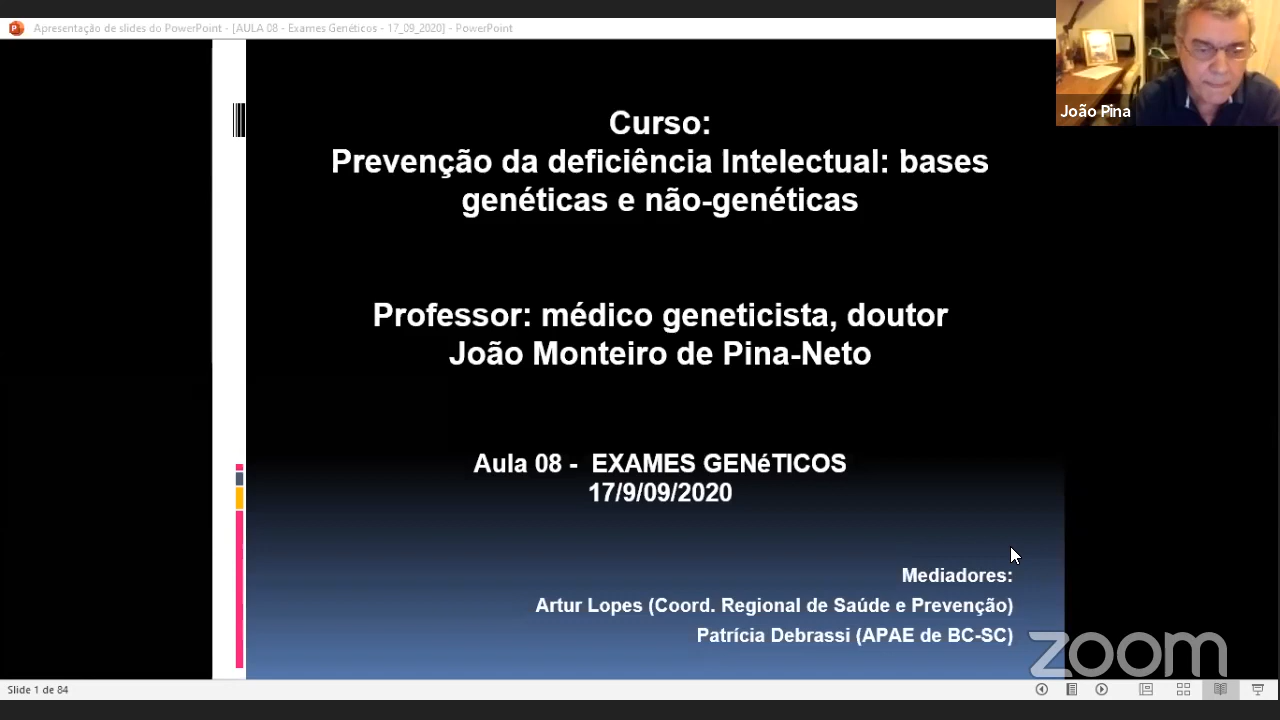 Apresentação de slides do PowerPoint - [AULA 08 - Exames Genéticos - 17_09_2020] - PowerPoint
João Pina
Curso:
Prevenção da deficiência Intelectual: bases
genéticas e não-genéticas
Professor: médico geneticista, doutor
João Monteiro de Pina-Neto
Aula 08 - EXAMES GENéTICOS
17/9/09/2020
Mediadores:
Artur Lopes (Coord. Regional de Saúde e Prevenção)
Patrícia Debrassi (APAE de BC-SC)
zoom
Slide 1 de 84